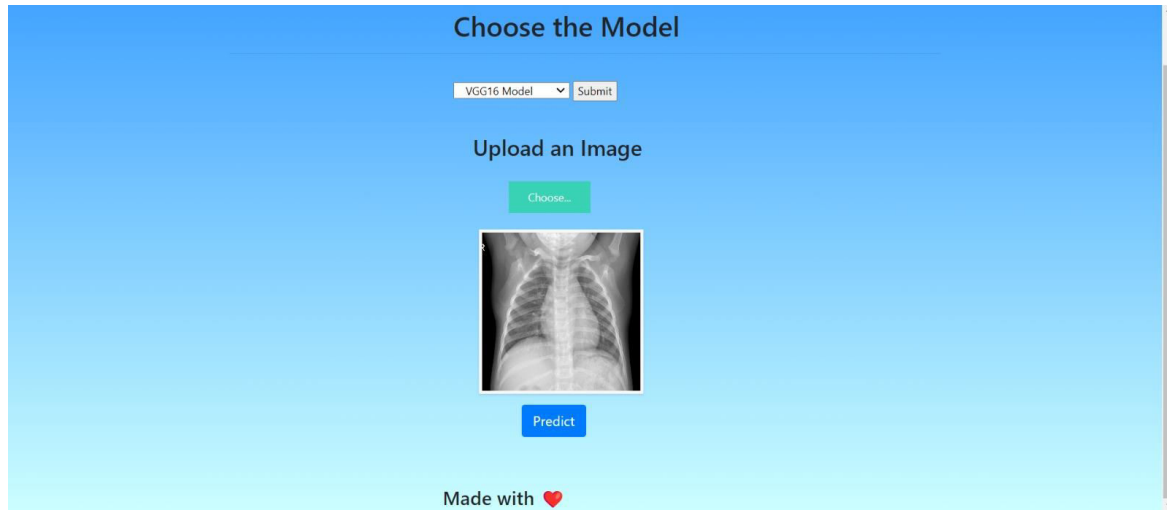 Choose the Model
VGG16 Model Submit
Upload an Image
Choose...
R
Predict
Made with ❤️